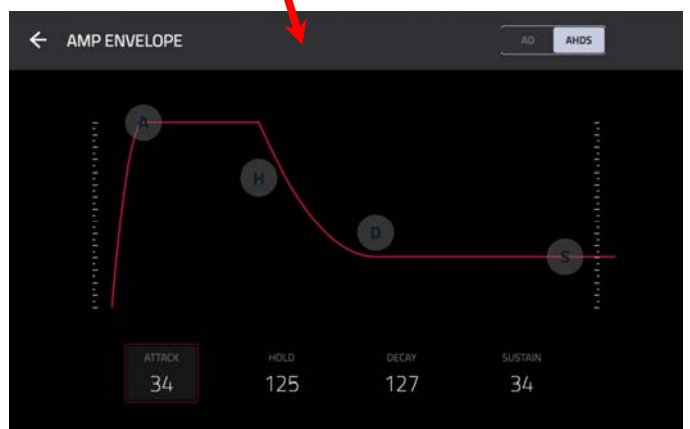 AMP ENVELOPE
AD AHDS
A
H
D
S
ATTACK HOLD DECAY SUSTAIN
34 125 127 34